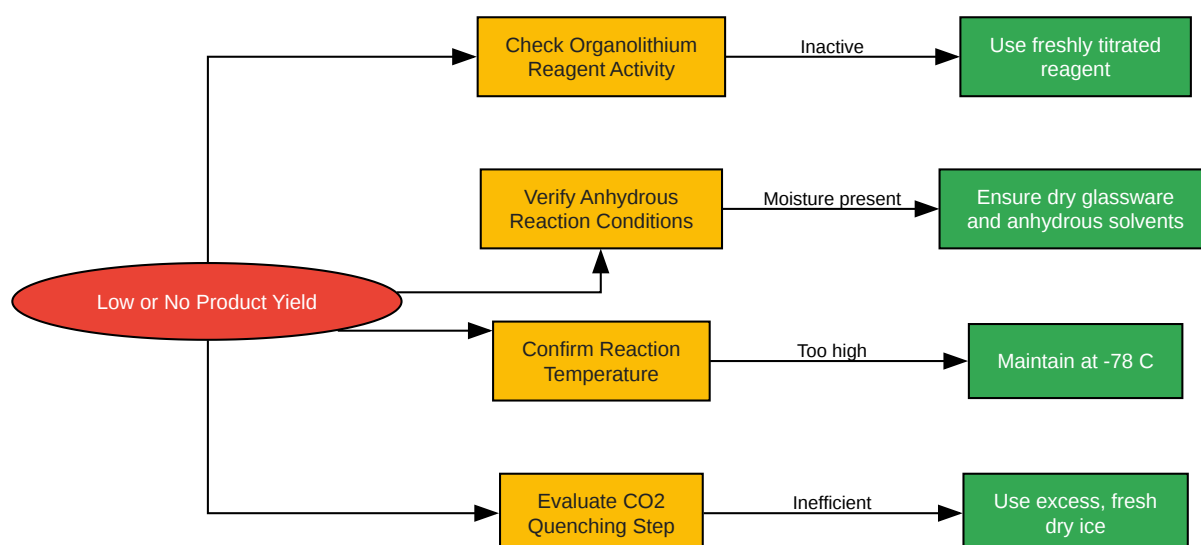 Check Organolithium
Reagent Activity
Inactive
Use freshly titrated
reagent
Verify Anhydrous
Reaction Conditions
Moisture present
Ensure dry glassware
and anhydrous solvents
Low or No Product Yield
Confirm Reaction
Temperature
Too high
Maintain at -78 C
Evaluate CO2
Quenching Step
Inefficient
Use excess, fresh
dry ice